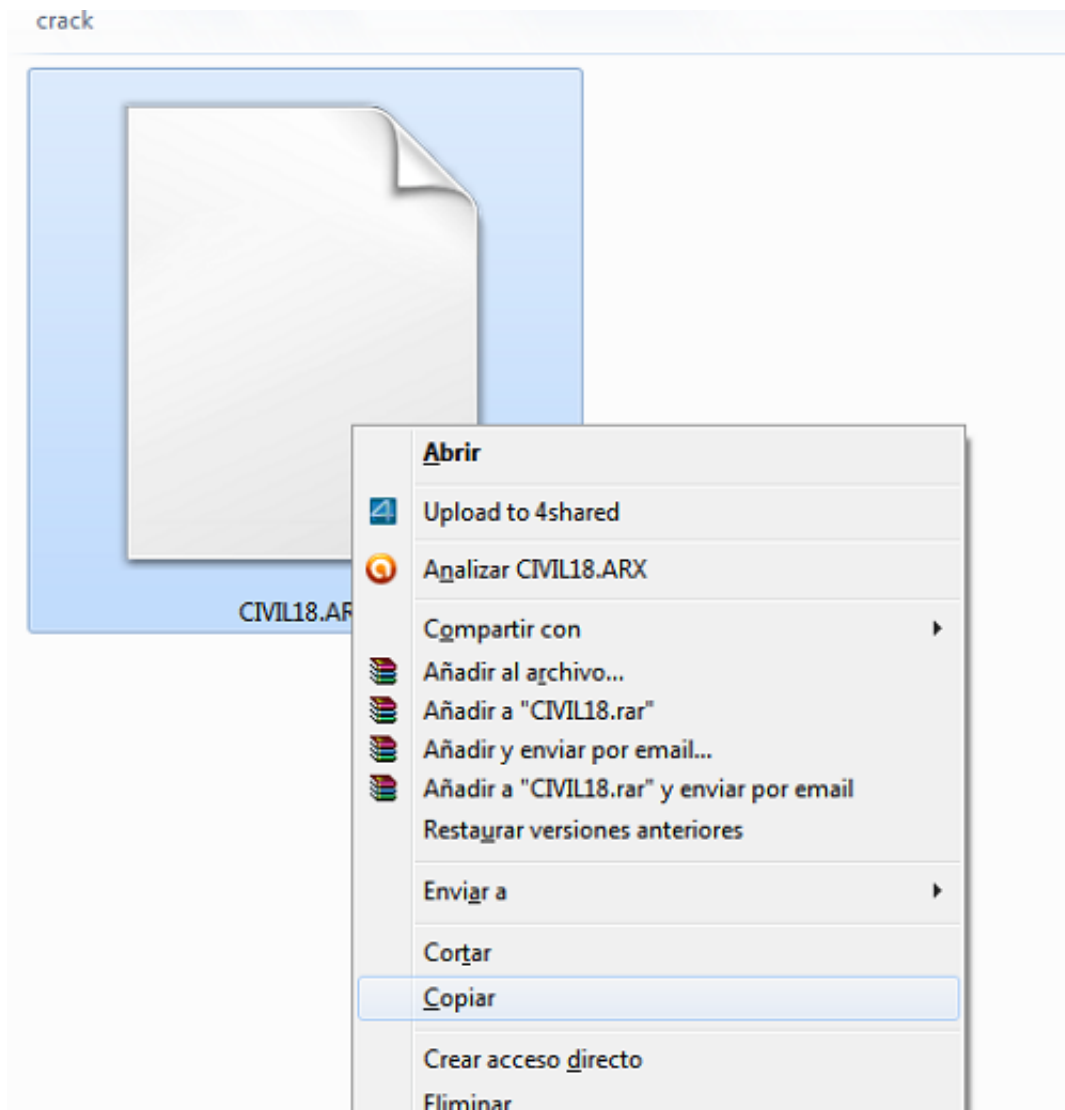 crack
CIVIL18.AR
Abrir
Upload to 4shared
Analizar CIVIL18.ARX
Compartir con
Añadir al archivo...
Añadir a "CIVIL18.rar"
Añadir y enviar por email...
Añadir a "CIVIL18.rar" y enviar por email
Restaurar versiones anteriores
Enviar a
Cortar
Copiar
Crear acceso directo
Eliminar